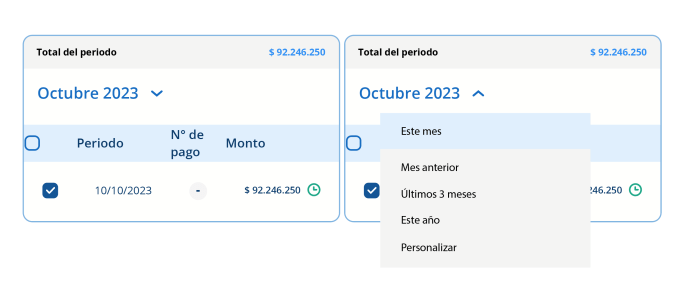 Total del periodo $ 92.246.250
Octubre 2023
Periodo N° de pago Monto
10/10/2023 - $ 92.246.250
Total del periodo $ 92.246.250
Octubre 2023
Este mes
Mes anterior
Últimos 3 meses
Este año
Personalizar
246.250